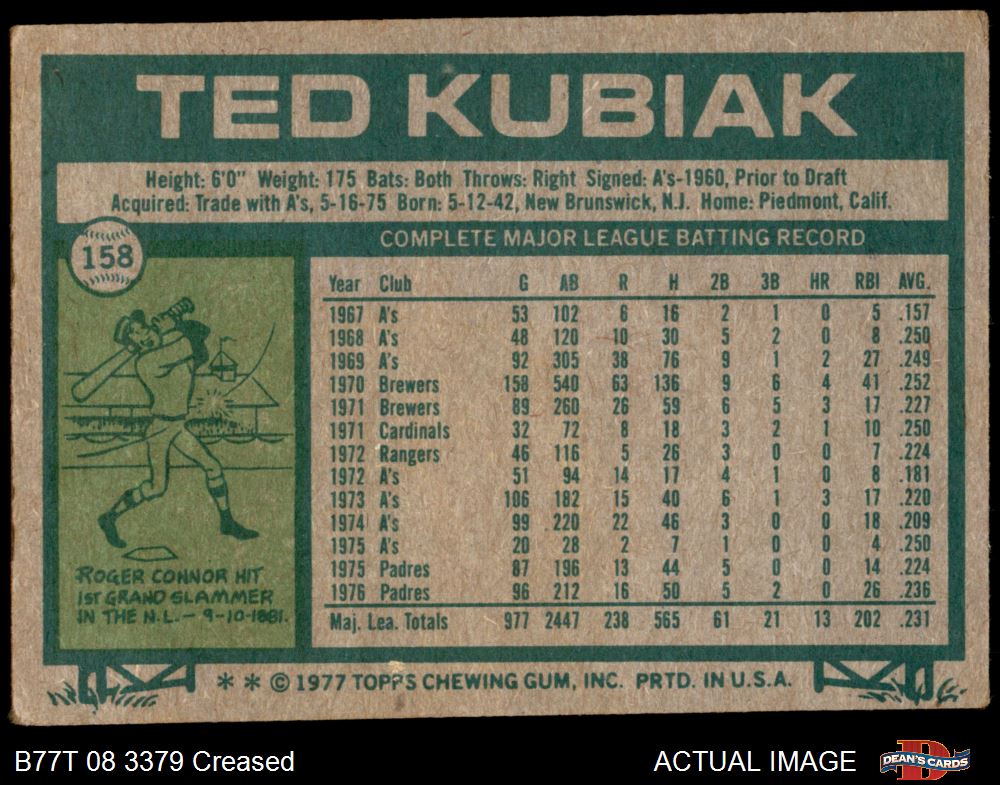 TED KUBIAK
Height: 6'0" Weight: 175 Bats: Both Throws: Right Signed: A's-1960, Prior to Draft
Acquired: Trade with A's, 5-16-75 Born: 5-12-42, New Brunswick, N.J. Home: Piedmont, Calif.
158
COMPLETE MAJOR LEAGUE BATTING RECORD
Year Club G AB R H 2B 3B HR RBI AVG.
1967 A's 53 102 6 16 2 1 0 5 .157
1968 A's 48 120 10 30 5 2 0 8 .250
1969 A's 92 305 38 76 9 1 2 27 .249
1970 Brewers 158 540 63 136 9 6 4 41 .252
1971 Brewers 89 260 26 59 6 5 3 17 .227
1971 Cardinals 32 72 8 18 3 2 1 10 .250
1972 Rangers 46 116 5 26 3 0 0 7 .224
1972 A's 51 94 14 17 4 1 0 8 .181
1973 A's 106 182 15 40 6 1 3 17 .220
1974 A's 99 220 22 46 3 0 0 18 .209
1975 A's 20 28 2 7 1 0 0 4 .250
1975 Padres 87 196 13 44 5 0 0 14 .224
1976 Padres 96 212 16 50 5 2 0 26 .236
Maj. Lea. Totals 977 2447 238 565 61 21 13 202 .231
ROGER CONNOR HIT
1ST GRAND SLAMMER
IN THE N.L.— 9-10-1881.
* * © 1977 TOPPS CHEWING GUM, INC. PRTD. IN U.S.A.
B77T 08 3379 Creased
ACTUAL IMAGE
D
DEAN'S CARDS